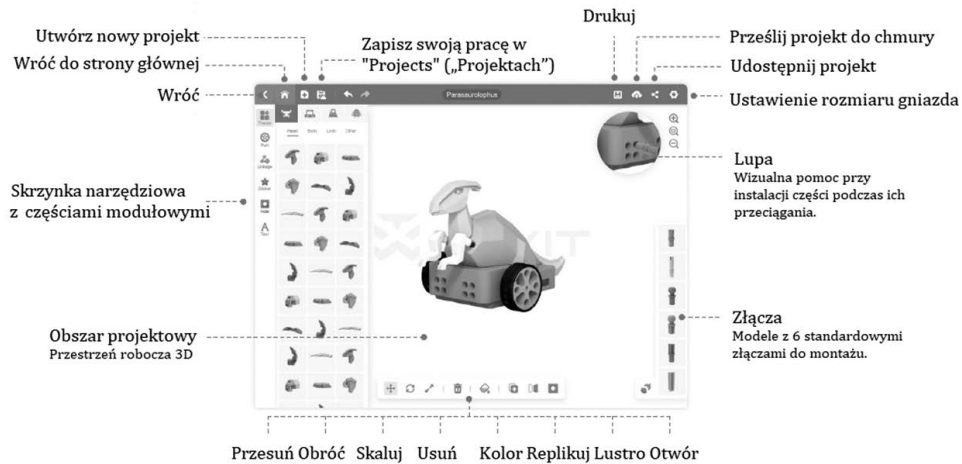 Drukuj
Utwórz nowy projekt
Zapisz swoją pracę w
"Projects" („Projektach”)
Prześlij projekt do chmury
Wróć do strony głównej
Udostępnij projekt
Wróć
Parasaurolophus
Ustawienie rozmiaru gniazda
Head
Other
Text
Lupa
Wizualna pomoc przy
instalacji części podczas ich
przeciągania.
Skrzynka narzędziowa
z częściami modułowymi
Obszar projektowy
Przestrzeń robocza 3D
Złącza
Modele z 6 standardowymi
złączami do montażu.
Przesuń Obróć Skaluj Usuń Kolor Replikuj Lustro Otwór